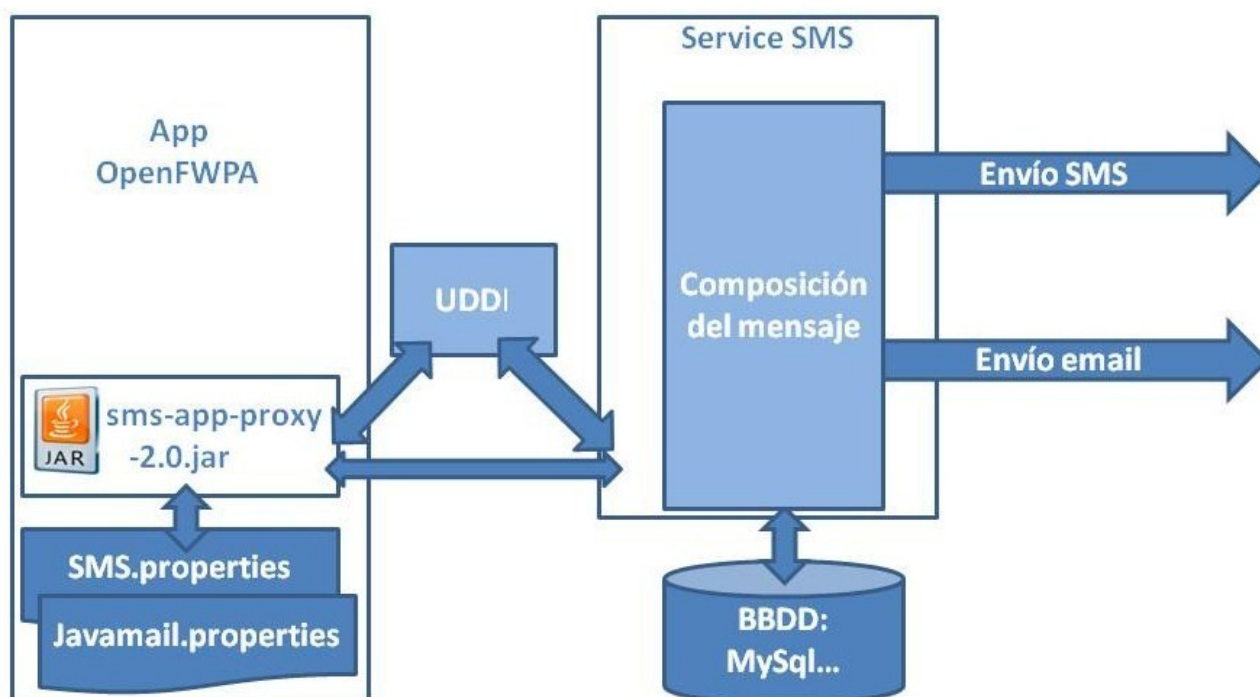 App
OpenFWPA
sms-app-proxy
-2.0.jar
JAR
SMS.properties
Javamail.properties
UDDI
Service SMS
Composición
del mensaje
Envío SMS
Envío email
BBDD:
MySql...